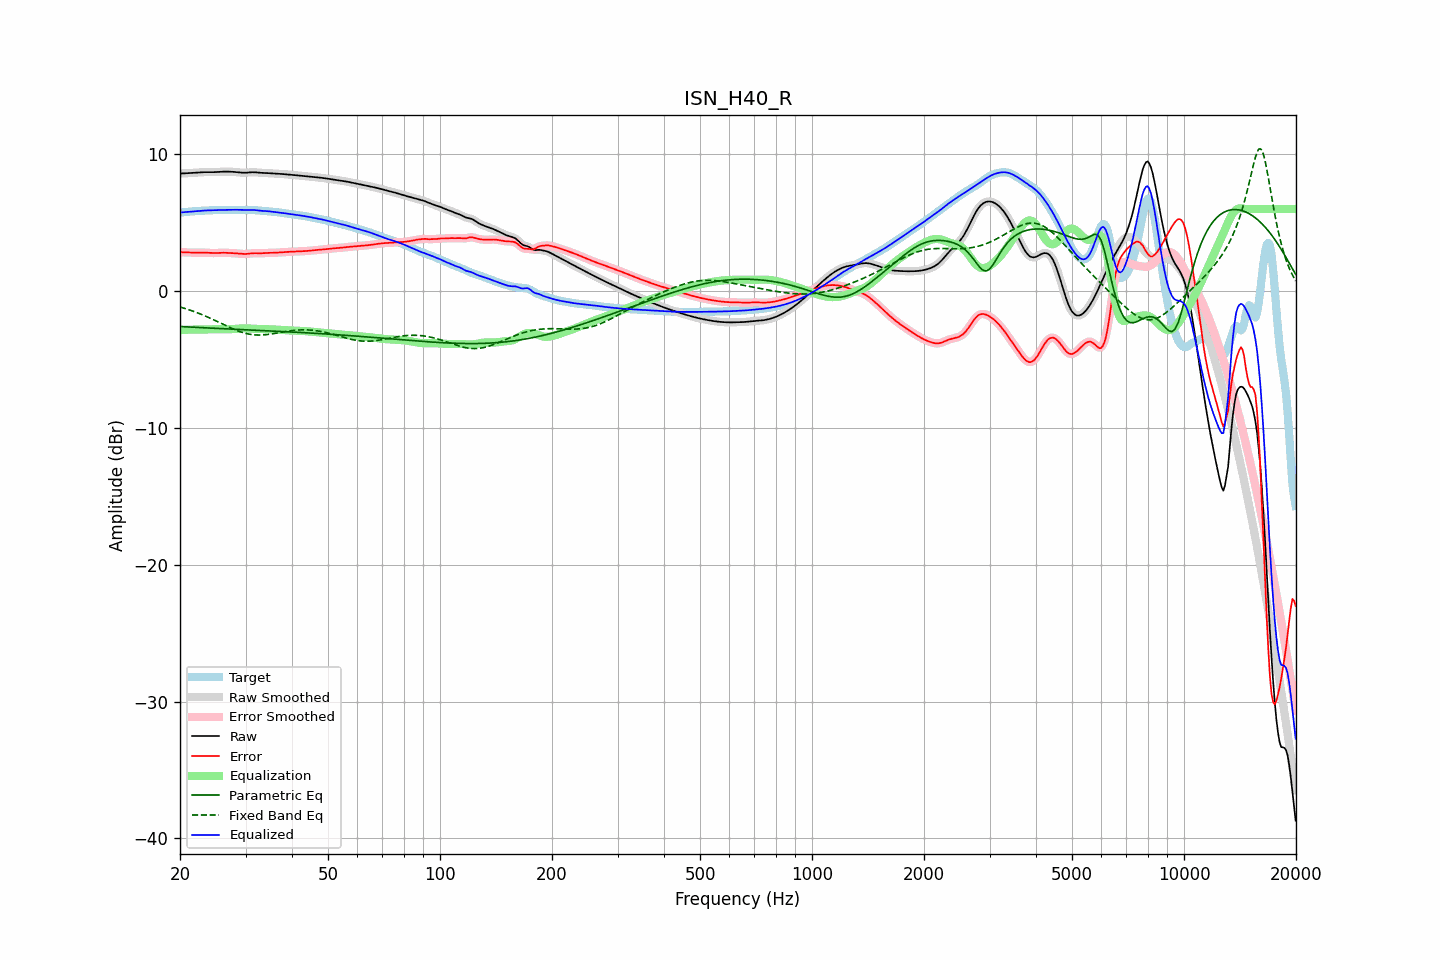 ISN_H40_R
10
0
−10
−20
−30
−40
Amplitude (dBr)
Target
Raw Smoothed
Error Smoothed
Raw
Error
Equalization
Parametric Eq
Fixed Band Eq
Equalized
20 50 100 200 500 1000 2000 5000 10000 20000
Frequency (Hz)